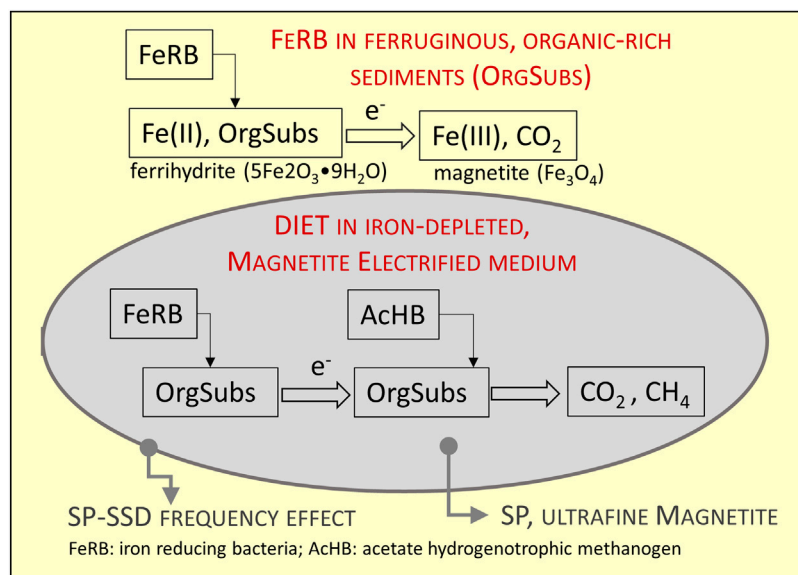 FeRB
FeRB in ferruginous, organic-rich
sediments (OrgSubs)
Fe(II), OrgSubs
e⁻
Fe(III), CO₂
ferrihydrite (5Fe2O₃•9H₂O)
magnetite (Fe₃O₄)
DIET in iron-depleted,
Magnetite Electrified medium
FeRB
AcHB
OrgSubs
e⁻
OrgSubs
CO₂ , CH₄
SP-SSD frequency effect
SP, ultrafine Magnetite
FeRB: iron reducing bacteria; AcHB: acetate hydrogenotrophic methanogen